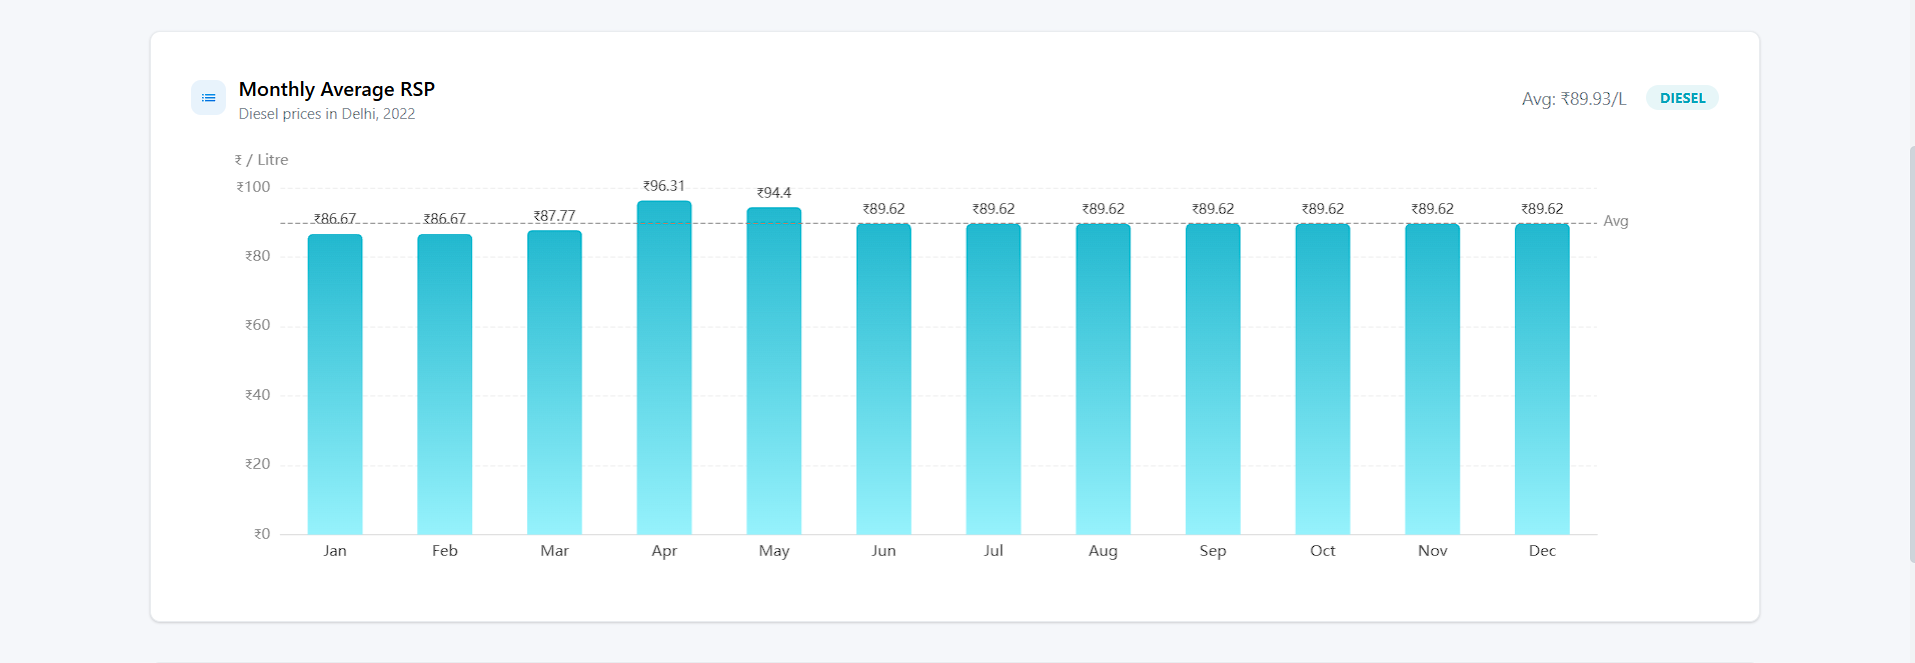 Monthly Average RSP
Diesel prices in Delhi, 2022
Avg: ₹89.93/L DIESEL
₹ / Litre
₹100
₹80
₹60
₹40
₹20
₹0
₹86.67 ₹86.67 ₹87.77 ₹96.31 ₹94.4 ₹89.62 ₹89.62 ₹89.62 ₹89.62 ₹89.62 ₹89.62 ₹89.62
Avg
Jan Feb Mar Apr May Jun Jul Aug Sep Oct Nov Dec